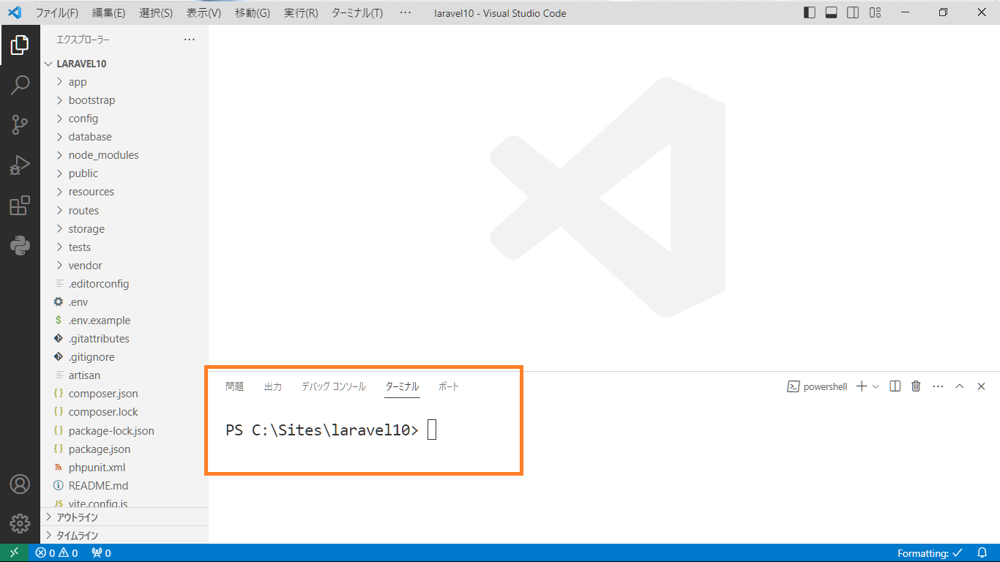 ファイル(F) 編集(E) 選択(S) 表示(V) 移動(G) 実行(R) ターミナル(T) ··· laravel10 - Visual Studio Code
エクスプローラー ···
LARAVEL10
app
bootstrap
config
database
node_modules
public
resources
routes
storage
tests
vendor
.editorconfig
.env
$ .env.example
.gitattributes
.gitignore
artisan
{} composer.json
{} composer.lock
{} package-lock.json
{} package.json
phpunit.xml
README.md
JS vite.config.js
アウトライン
タイムライン
問題 出力 デバッグ コンソール ターミナル ポート powershell
PS C:\Sites\laravel10>
0 0 0 Formatting: ✓